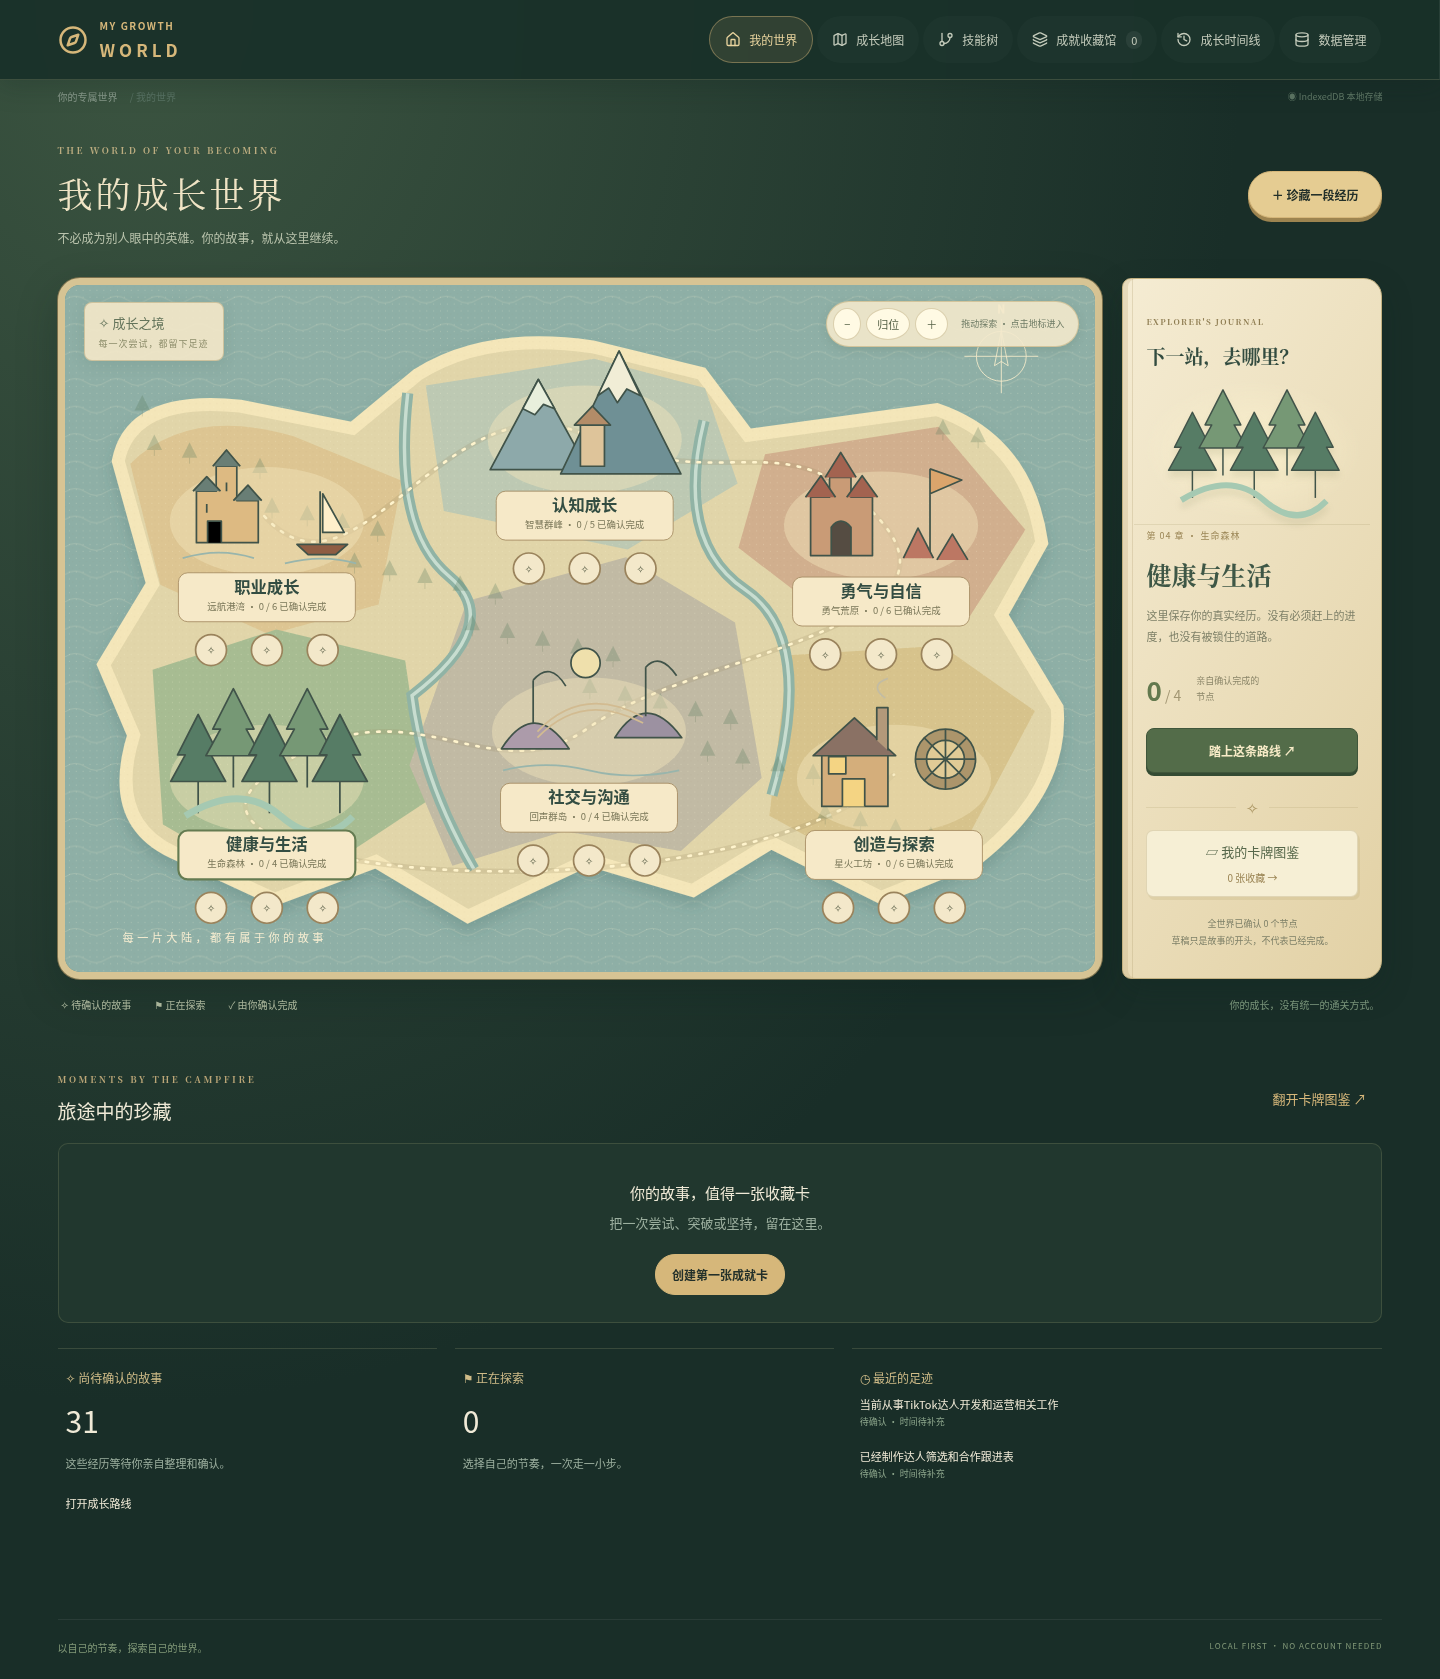 MY GROWTH
WORLD
我的世界
成长地图
技能树
成就收藏馆 0
成长时间线
数据管理
你的专属世界 / 我的世界
◉ IndexedDB 本地存储
THE WORLD OF YOUR BECOMING
我的成长世界
不必成为别人眼中的英雄。你的故事，就从这里继续。
＋ 珍藏一段经历
✧ 成长之境
每一次尝试，都留下足迹
− 归位 ＋ 拖动探索 · 点击地标进入
认知成长
智慧群峰 · 0 / 5 已确认完成
职业成长
远航港湾 · 0 / 6 已确认完成
勇气与自信
勇气荒原 · 0 / 6 已确认完成
社交与沟通
回声群岛 · 0 / 4 已确认完成
健康与生活
生命森林 · 0 / 4 已确认完成
创造与探索
星火工坊 · 0 / 6 已确认完成
每一片大陆，都有属于你的故事
EXPLORER'S JOURNAL
下一站，去哪里？
第 04 章 · 生命森林
健康与生活
这里保存你的真实经历。没有必须赶上的进
度，也没有被锁住的道路。
0 / 4 亲自确认完成的
节点
踏上这条路线 ↗
▱ 我的卡牌图鉴
0 张收藏 →
全世界已确认 0 个节点
草稿只是故事的开头，不代表已经完成。
✧ 待确认的故事
⚑ 正在探索
✓ 由你确认完成
你的成长，没有统一的通关方式。
MOMENTS BY THE CAMPFIRE
旅途中的珍藏
翻开卡牌图鉴 ↗
你的故事，值得一张收藏卡
把一次尝试、突破或坚持，留在这里。
创建第一张成就卡
✧ 尚待确认的故事
31
这些经历等待你亲自整理和确认。
打开成长路线
⚑ 正在探索
0
选择自己的节奏，一次走一小步。
◷ 最近的足迹
当前从事TikTok达人开发和运营相关工作
待确认 · 时间待补充
已经制作达人筛选和合作跟进表
待确认 · 时间待补充
以自己的节奏，探索自己的世界。
LOCAL FIRST · NO ACCOUNT NEEDED